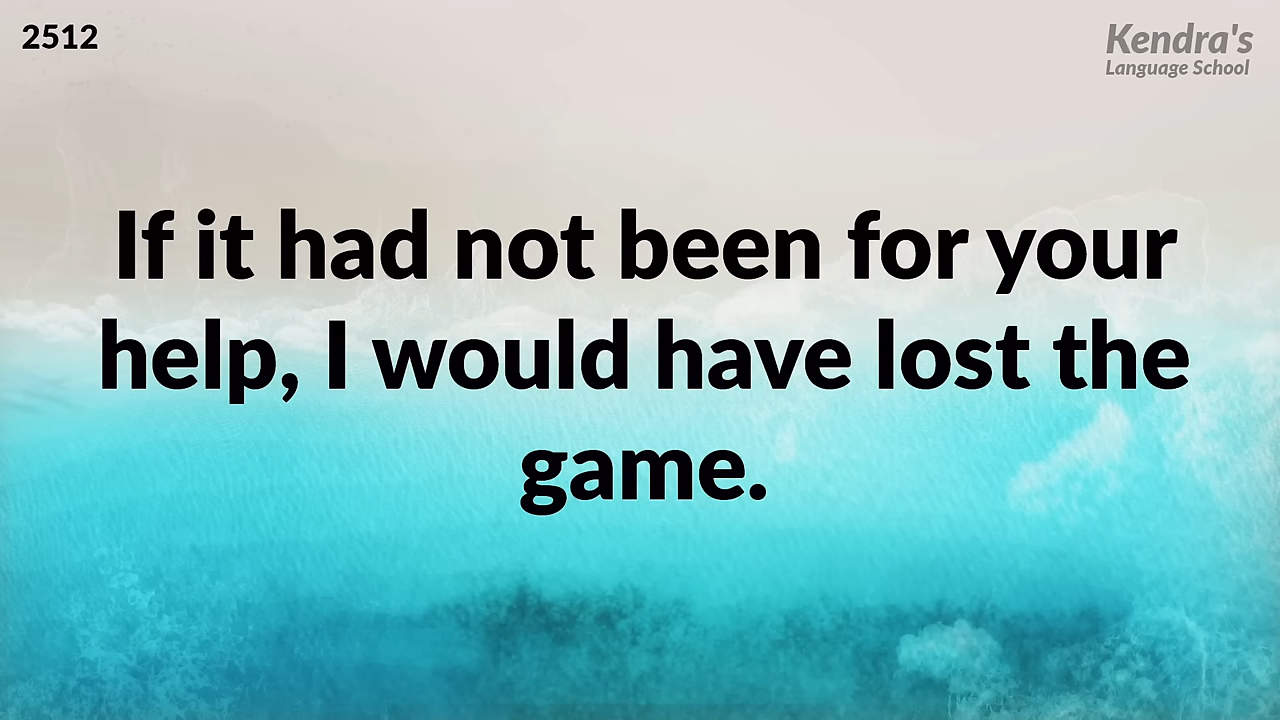 2512
Kendra's
Language School
If it had not been for your
help, I would have lost the
game.